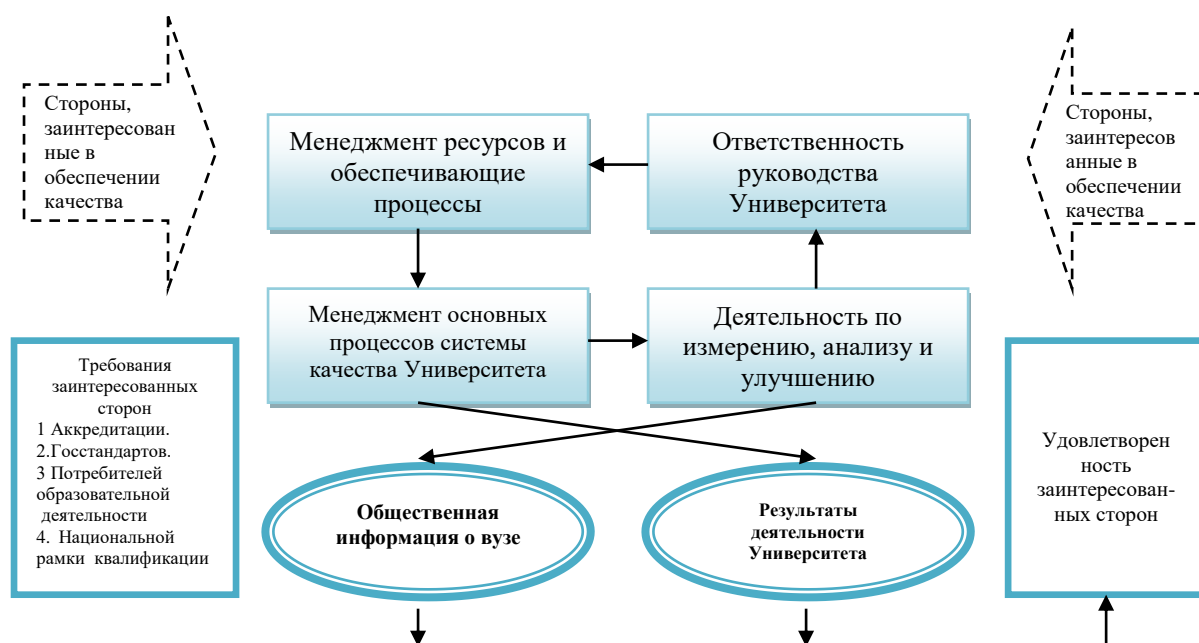 Стороны,
заинтересован
ные в
обеспечении
качества
Менеджмент ресурсов и
обеспечивающие
процессы
Ответственность
руководства
Университета
Стороны,
заинтересов
анные в
обеспечении
качества
Менеджмент основных
процессов системы
качества Университета
Деятельность по
измерению, анализу и
улучшению
Требования
заинтересованных
сторон
1 Аккредитации.
2.Госстандартов.
3 Потребителей
образовательной
деятельности
4. Национальной
рамки квалификации
Общественная
информация о вузе
Результаты
деятельности
Университета
Удовлетворен
ность
заинтересован-
ных сторон